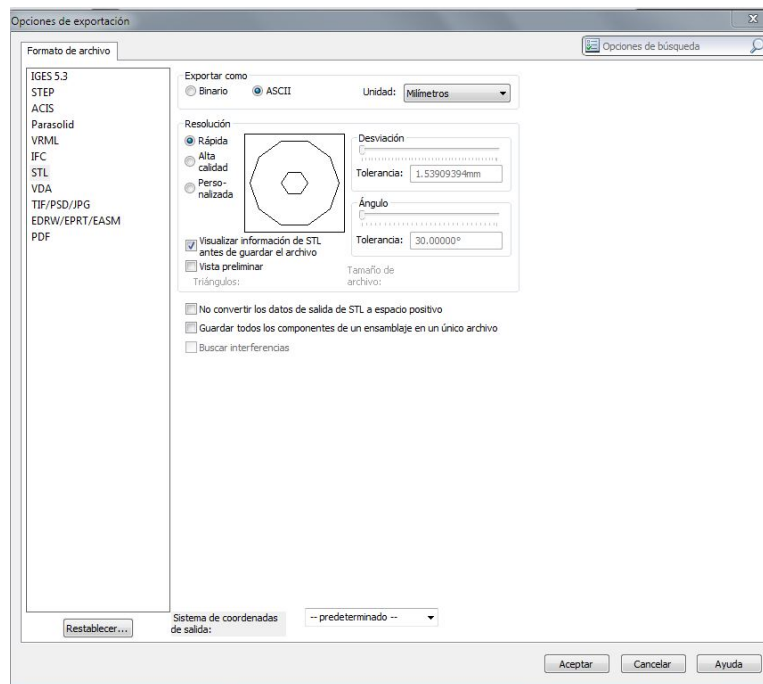 Opciones de exportación
Formato de archivo
Opciones de búsqueda
IGES 5.3
STEP
ACIS
Parasolid
VRML
IFC
STL
VDA
TIF/PSD/JPG
EDRW/EPRT/EASM
PDF
Restablecer...
Exportar como
Binario
ASCII
Unidad:
Milímetros
Resolución
Rápida
Alta
calidad
Perso-
nalizada
Desviación
Tolerancia:
1.53909394mm
Ángulo
Tolerancia:
30.00000°
Visualizar información de STL
antes de guardar el archivo
Vista preliminar
Triángulos:
Tamaño de
archivo:
No convertir los datos de salida de STL a espacio positivo
Guardar todos los componentes de un ensamblaje en un único archivo
Buscar interferencias
Sistema de coordenadas
de salida:
-- predeterminado --
Aceptar
Cancelar
Ayuda